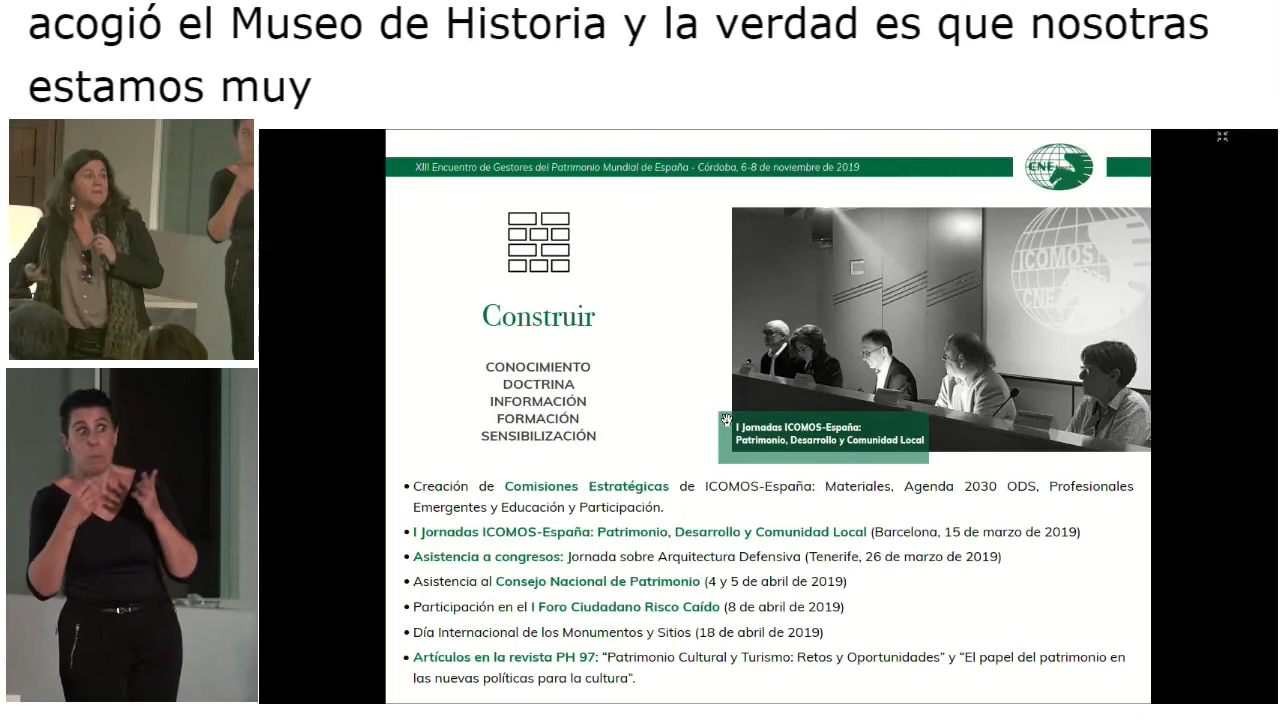 acogió el Museo de Historia y la verdad es que nosotras
estamos muy
XIII Encuentro de Gestores del Patrimonio Mundial de España - Córdoba, 6-8 de noviembre de 2019
CNE
Construir
CONOCIMIENTO
DOCTRINA
INFORMACIÓN
FORMACIÓN
SENSIBILIZACIÓN
ICOMOS
CNE
I Jornadas ICOMOS-España:
Patrimonio, Desarrollo y Comunidad Local
• Creación de Comisiones Estratégicas de ICOMOS-España: Materiales, Agenda 2030 ODS, Profesionales
Emergentes y Educación y Participación.
• I Jornadas ICOMOS-España: Patrimonio, Desarrollo y Comunidad Local (Barcelona, 15 de marzo de 2019)
• Asistencia a congresos: Jornada sobre Arquitectura Defensiva (Tenerife, 26 de marzo de 2019)
• Asistencia al Consejo Nacional de Patrimonio (4 y 5 de abril de 2019)
• Participación en el I Foro Ciudadano Risco Caído (8 de abril de 2019)
• Día Internacional de los Monumentos y Sitios (18 de abril de 2019)
• Artículos en la revista PH 97: “Patrimonio Cultural y Turismo: Retos y Oportunidades” y “El papel del patrimonio en
las nuevas políticas para la cultura”.